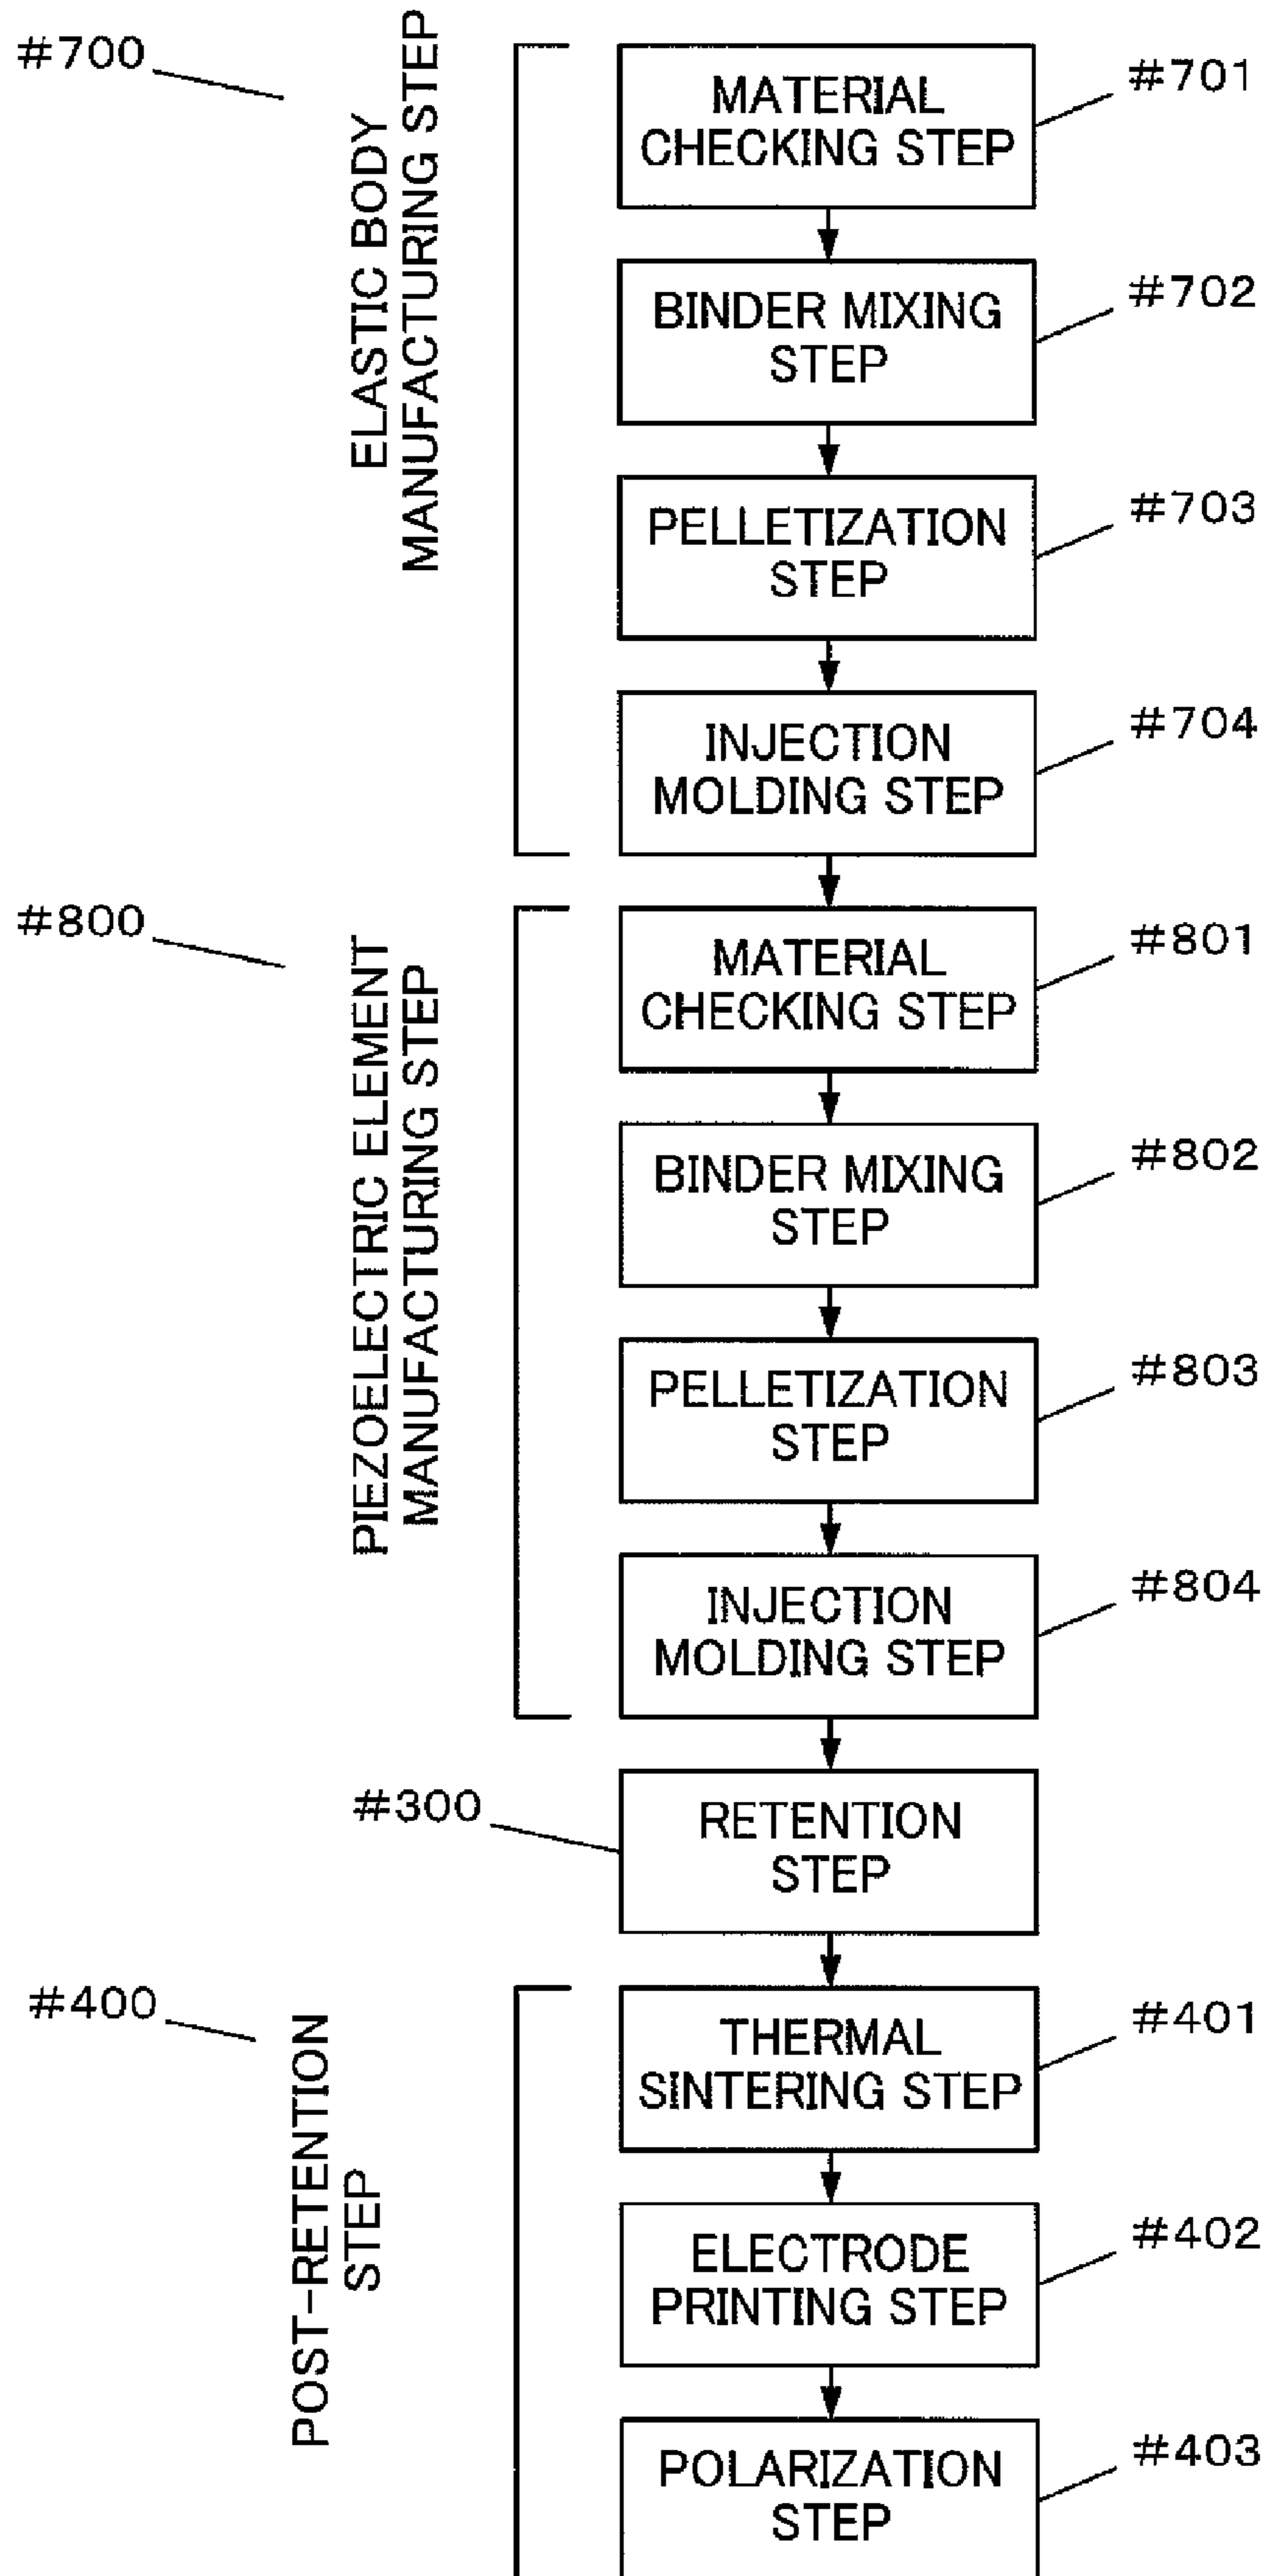 #700
ELASTIC BODY
MANUFACTURING STEP
MATERIAL
CHECKING STEP
#701
BINDER MIXING
STEP
#702
PELLETIZATION
STEP
#703
INJECTION
MOLDING STEP
#704
#800
PIEZOELECTRIC ELEMENT
MANUFACTURING STEP
MATERIAL
CHECKING STEP
#801
BINDER MIXING
STEP
#802
PELLETIZATION
STEP
#803
INJECTION
MOLDING STEP
#804
#300
RETENTION
STEP
#400
POST-RETENTION
STEP
THERMAL
SINTERING STEP
#401
ELECTRODE
PRINTING STEP
#402
POLARIZATION
STEP
#403